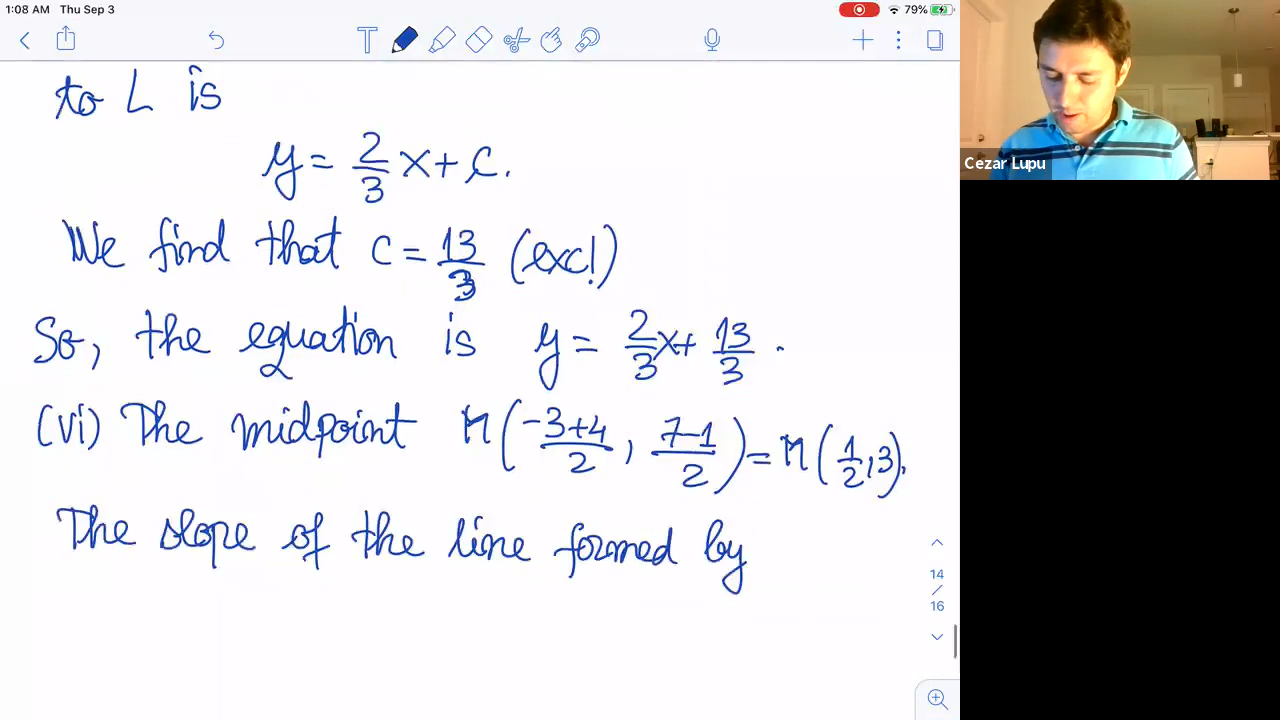 1:08 AM Thu Sep 3
79%
to L is
y = 2/3 x + C.
We find that C = 13/3 (exc!)
So, the equation is y = 2/3 x + 13/3 .
(vi) The midpoint M(-3+4/2, 7-1/2) = M(1/2, 3).
The slope of the line formed by
14
/
16
Cezar Lupu